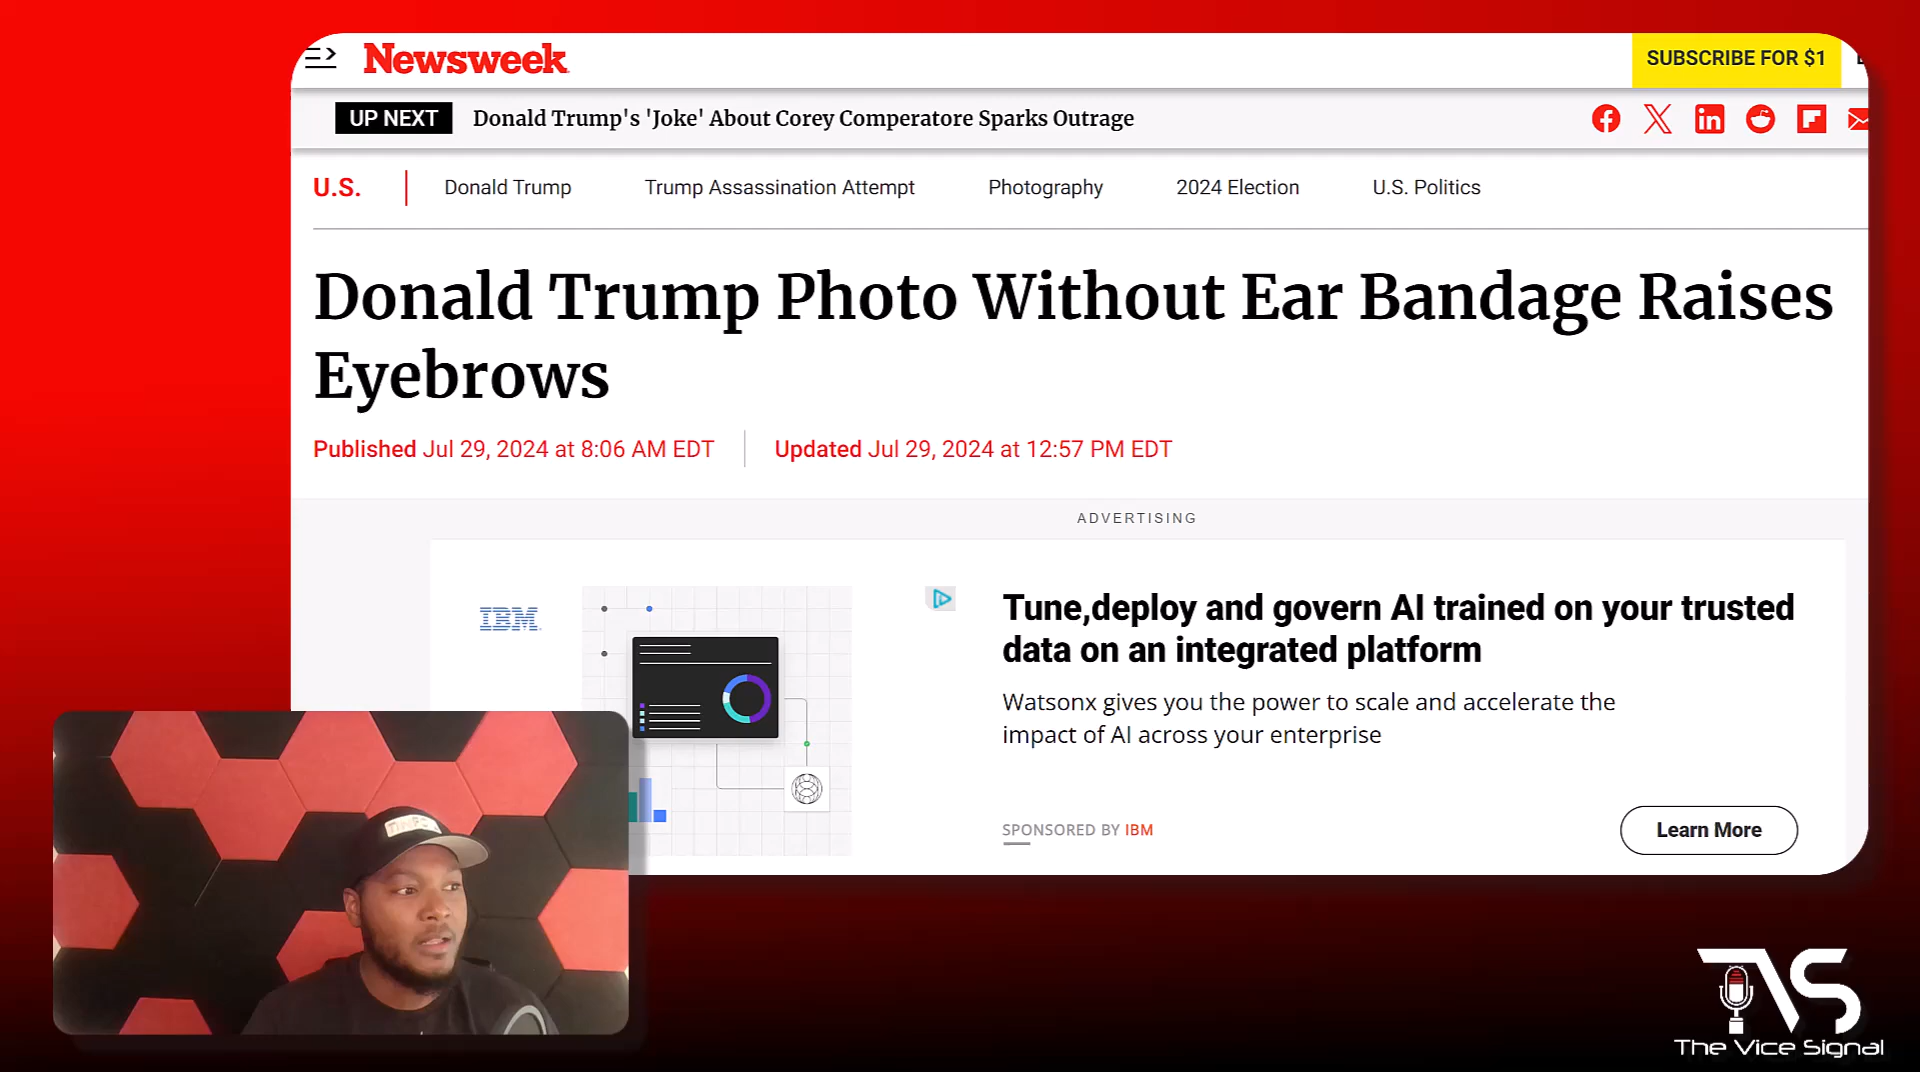 Newsweek
SUBSCRIBE FOR $1
UP NEXT Donald Trump's 'Joke' About Corey Comperatore Sparks Outrage
U.S. Donald Trump Trump Assassination Attempt Photography 2024 Election U.S. Politics
Donald Trump Photo Without Ear Bandage Raises
Eyebrows
Published Jul 29, 2024 at 8:06 AM EDT Updated Jul 29, 2024 at 12:57 PM EDT
ADVERTISING
IBM
Tune,deploy and govern AI trained on your trusted
data on an integrated platform
Watsonx gives you the power to scale and accelerate the
impact of AI across your enterprise
SPONSORED BY IBM
Learn More
TVS
The Vice Signal